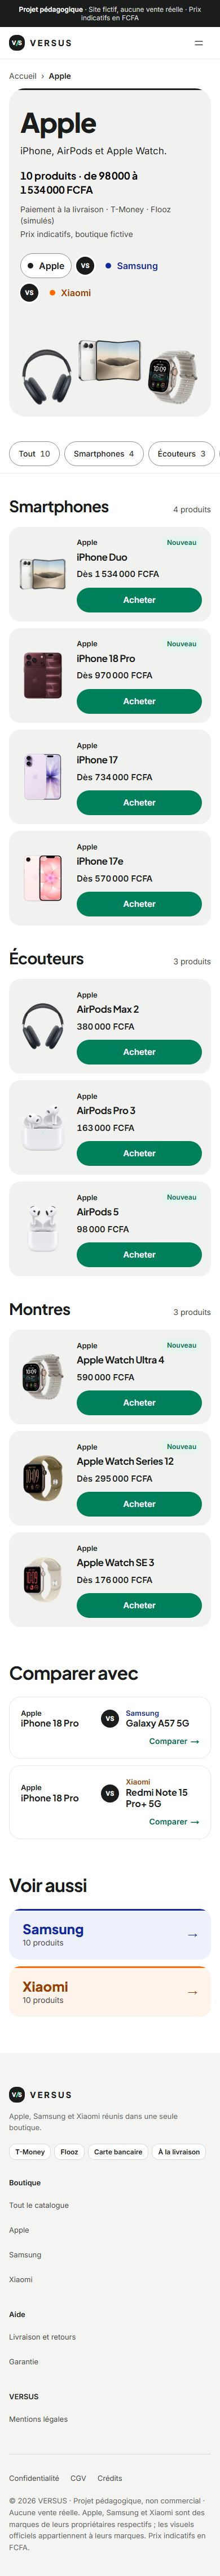 Projet pédagogique · Site fictif, aucune vente réelle · Prix
indicatifs en FCFA
V/S VERSUS
Accueil › Apple
Apple
iPhone, AirPods et Apple Watch.
10 produits · de 98 000 à
1 534 000 FCFA
Paiement à la livraison · T-Money · Flooz
(simulés)
Prix indicatifs, boutique fictive
Apple VS Samsung
VS Xiaomi
Tout 10 Smartphones 4 Écouteurs 3
Smartphones 4 produits
Apple Nouveau
iPhone Duo
Dès 1 534 000 FCFA
Acheter
Apple Nouveau
iPhone 18 Pro
Dès 970 000 FCFA
Acheter
Apple
iPhone 17
Dès 734 000 FCFA
Acheter
Apple
iPhone 17e
Dès 570 000 FCFA
Acheter
Écouteurs 3 produits
Apple
AirPods Max 2
380 000 FCFA
Acheter
Apple
AirPods Pro 3
163 000 FCFA
Acheter
Apple Nouveau
AirPods 5
98 000 FCFA
Acheter
Montres 3 produits
Apple Nouveau
Apple Watch Ultra 4
590 000 FCFA
Acheter
Apple Nouveau
Apple Watch Series 12
Dès 295 000 FCFA
Acheter
Apple
Apple Watch SE 3
Dès 176 000 FCFA
Acheter
Comparer avec
Apple
iPhone 18 Pro
VS
Samsung
Galaxy A57 5G
Comparer →
Apple
iPhone 18 Pro
VS
Xiaomi
Redmi Note 15
Pro+ 5G
Comparer →
Voir aussi
Samsung
10 produits
→
Xiaomi
10 produits
→
V/S VERSUS
Apple, Samsung et Xiaomi réunis dans une seule
boutique.
T-Money Flooz Carte bancaire À la livraison
Boutique
Tout le catalogue
Apple
Samsung
Xiaomi
Aide
Livraison et retours
Garantie
VERSUS
Mentions légales
Confidentialité CGV Crédits
© 2026 VERSUS · Projet pédagogique, non commercial ·
Aucune vente réelle. Apple, Samsung et Xiaomi sont des
marques de leurs propriétaires respectifs ; les visuels
officiels appartiennent à leurs marques. Prix indicatifs en
FCFA.